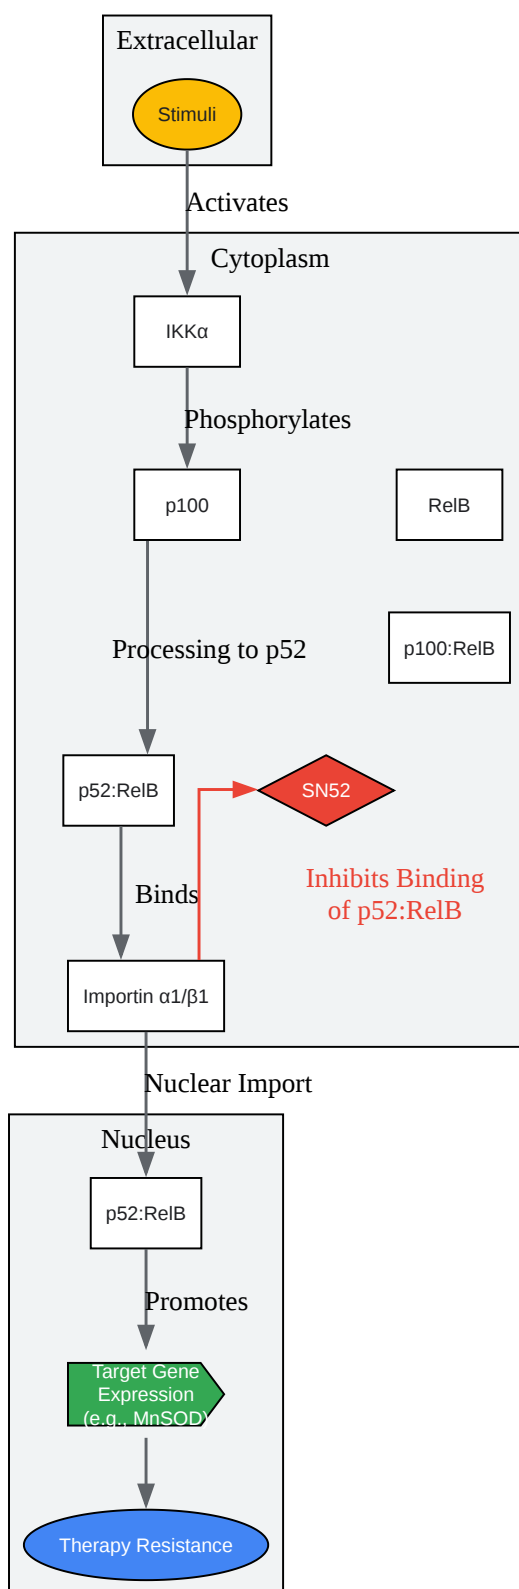 Extracellular
Stimuli
Activates
Cytoplasm
IKKα
Phosphorylates
p100
RelB
Processing to p52
p100:RelB
p52:RelB
SN52
Inhibits Binding
of p52:RelB
Binds
Importin α1/β1
Nuclear Import
Nucleus
p52:RelB
Promotes
Target Gene
Expression
(e.g., MnSOD)
Therapy Resistance